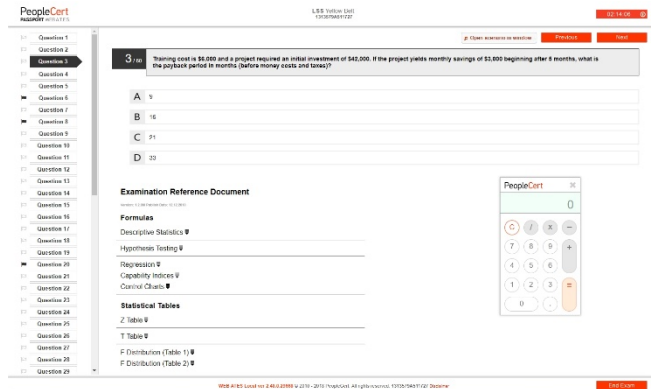 PeopleCert
LSS Yellow Belt
02:14:06
Question 1
Question 2
Question 3
Question 4
Question 5
Question 6
Question 7
Question 8
Question 9
Question 10
Question 11
Question 12
Question 13
Question 14
Question 15
Question 16
Question 17
Question 18
Question 19
Question 20
Question 21
Question 22
Question 23
Question 24
Question 25
Question 26
Question 27
Question 28
Question 29
Open scenario in window
Previous
Next
3
Training cost is $6,000 and a project required an initial investment of $42,000. If the project yields monthly savings of $3,800 beginning after 8 months, what is
the payback period in months (before money costs and taxes)?
A 9
B 16
C 21
D 33
Examination Reference Document
Formulas
Descriptive Statistics
Hypothesis Testing
Regression
Capability Indices
Control Charts
Statistical Tables
Z Table
T Table
F Distribution (Table 1)
F Distribution (Table 2)
PeopleCert
0
C / x −
7 8 9 +
4 5 6
1 2 3 =
0 .
PeopleCert. All rights reserved.
Disclaimer
End Exam